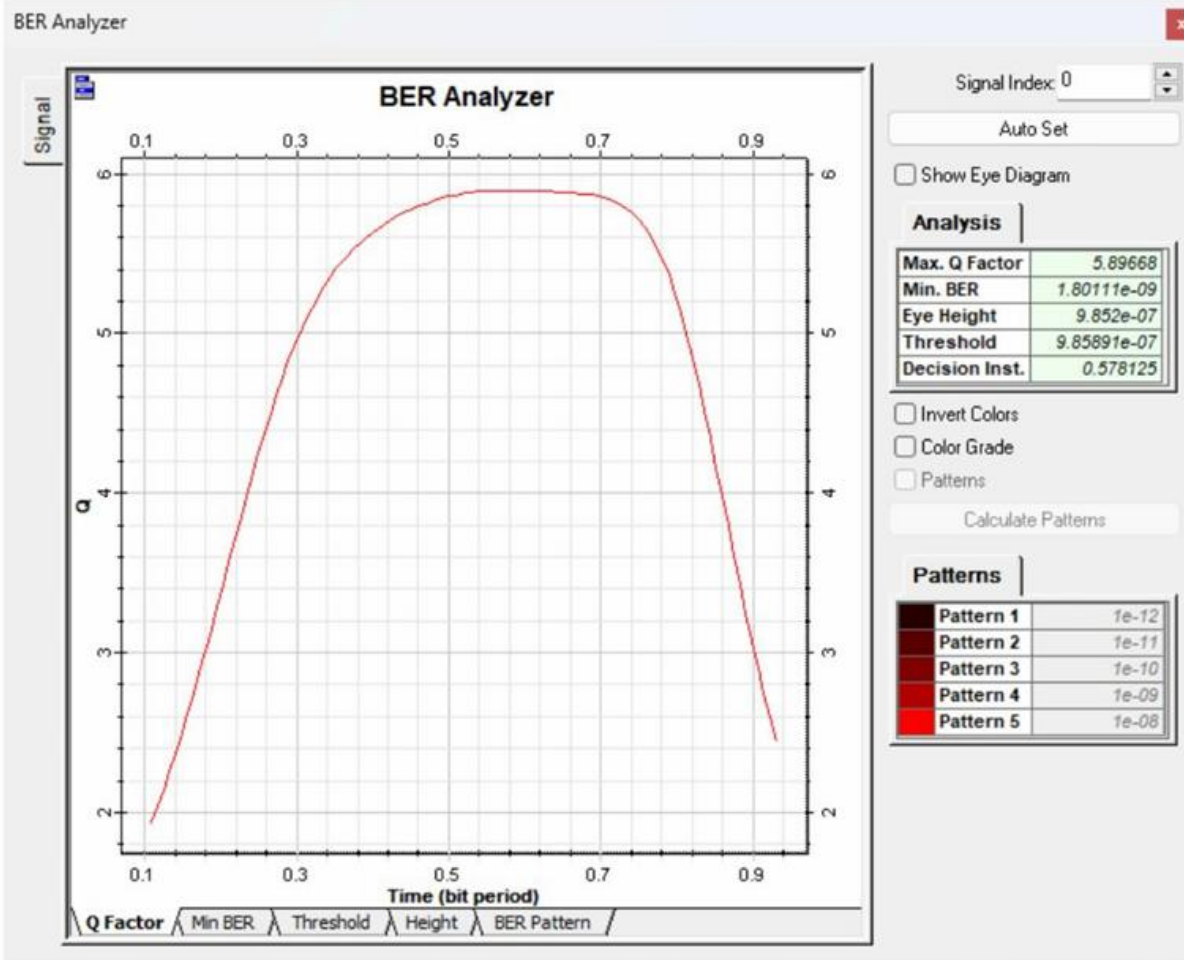 BER Analyzer
x
Signal
BER Analyzer
0.1 0.3 0.5 0.7 0.9
6 6
5 5
4 4
Q
3 3
2 2
0.1 0.3 0.5 0.7 0.9
Time (bit period)
Q Factor Min BER Threshold Height BER Pattern
Signal Index: 0
Auto Set
Show Eye Diagram
Analysis
Max. Q Factor 5.89668
Min. BER 1.80111e-09
Eye Height 9.852e-07
Threshold 9.85891e-07
Decision Inst. 0.578125
Invert Colors
Color Grade
Patterns
Calculate Patterns
Patterns
Pattern 1 1e-12
Pattern 2 1e-11
Pattern 3 1e-10
Pattern 4 1e-09
Pattern 5 1e-08